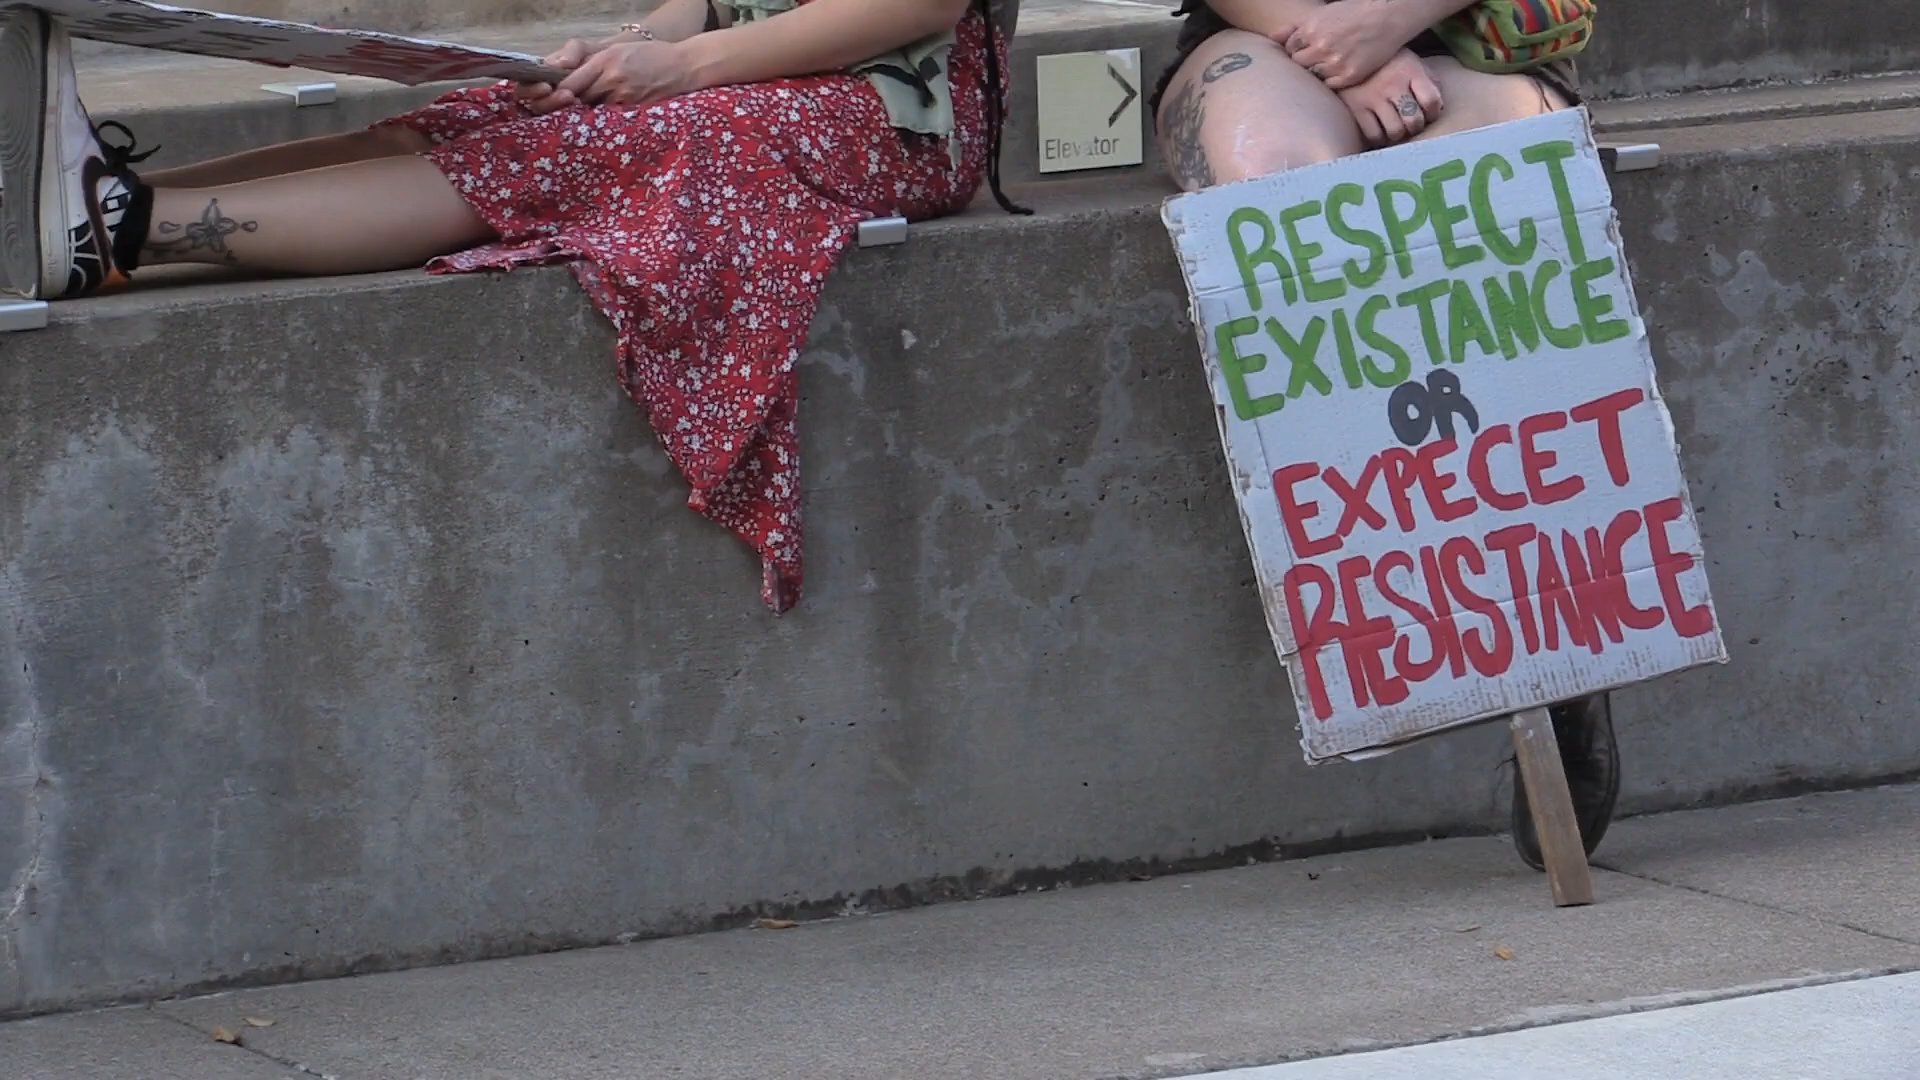 Elevator
RESPECT
EXISTANCE
OR
EXPECET
RESISTANCE